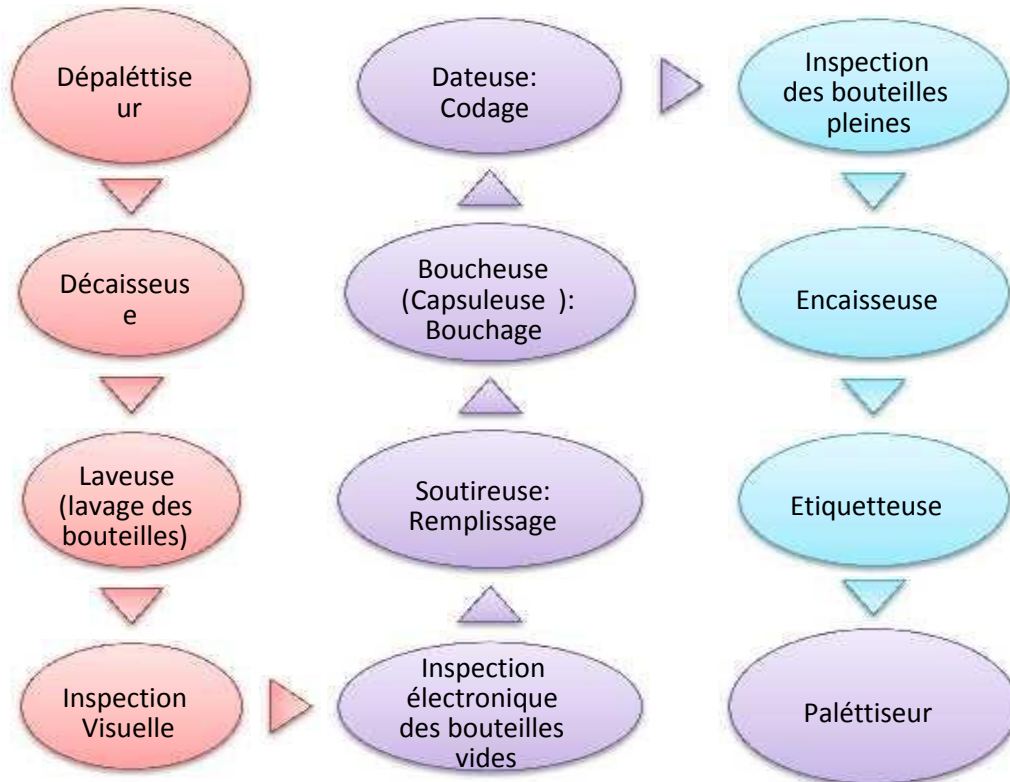 Dépaléttise
ur
Décaisseus
e
Laveuse
(lavage des
bouteilles)
Inspection
Visuelle
Inspection
électronique
des bouteilles
vides
Soutireuse:
Remplissage
Boucheuse
(Capsuleuse ):
Bouchage
Dateuse:
Codage
Inspection
des bouteilles
pleines
Encaisseuse
Etiquetteuse
Paléttiseur